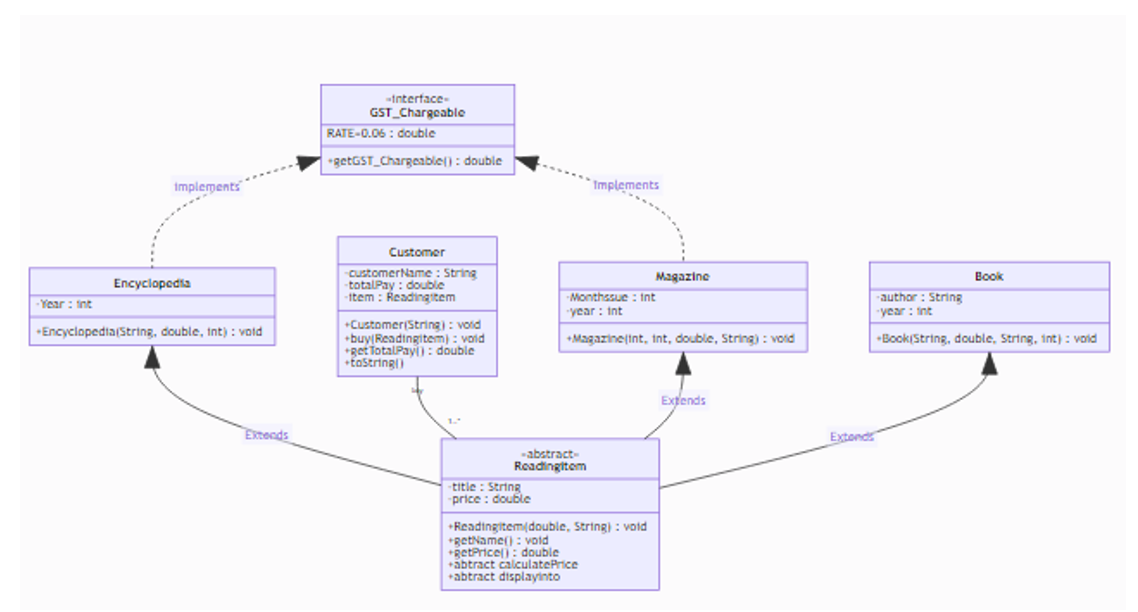 «interface»
GST_Chargeable
RATE=0.06 : double
+getGST_Chargeable() : double
implements
implements
Encyclopedia
-Year : int
+Encyclopedia(String, double, int) : void
Customer
-customerName : String
-totalPay : double
-item : ReadingItem
+Customer(String) : void
+buy(ReadingItem) : void
+getTotalPay() : double
+toString()
Magazine
-Monthssue : int
-year : int
+Magazine(int, int, double, String) : void
Book
-author : String
-year : int
+Book(String, double, String, int) : void
buy
1..*
Extends
Extends
Extends
«abstract»
ReadingItem
-title : String
-price : double
+ReadingItem(double, String) : void
+getName() : void
+getPrice() : double
+abtract calculatePrice
+abtract displayinto